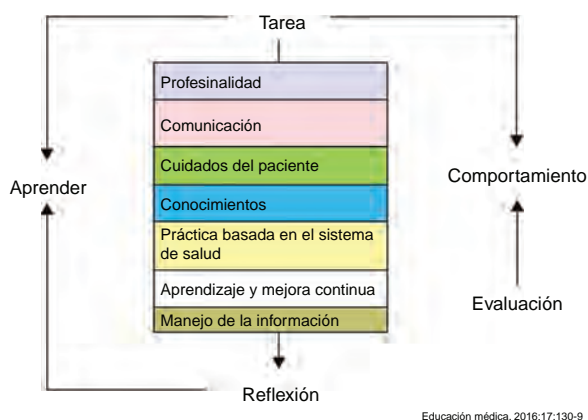 Tarea
Profesinalidad
Comunicación
Cuidados del paciente
Aprender
Comportamiento
Conocimientos
Práctica basada en el sistema
de salud
Aprendizaje y mejora continua
Evaluación
Manejo de la información
Reflexión
Educación médica. 2016;17:130-9